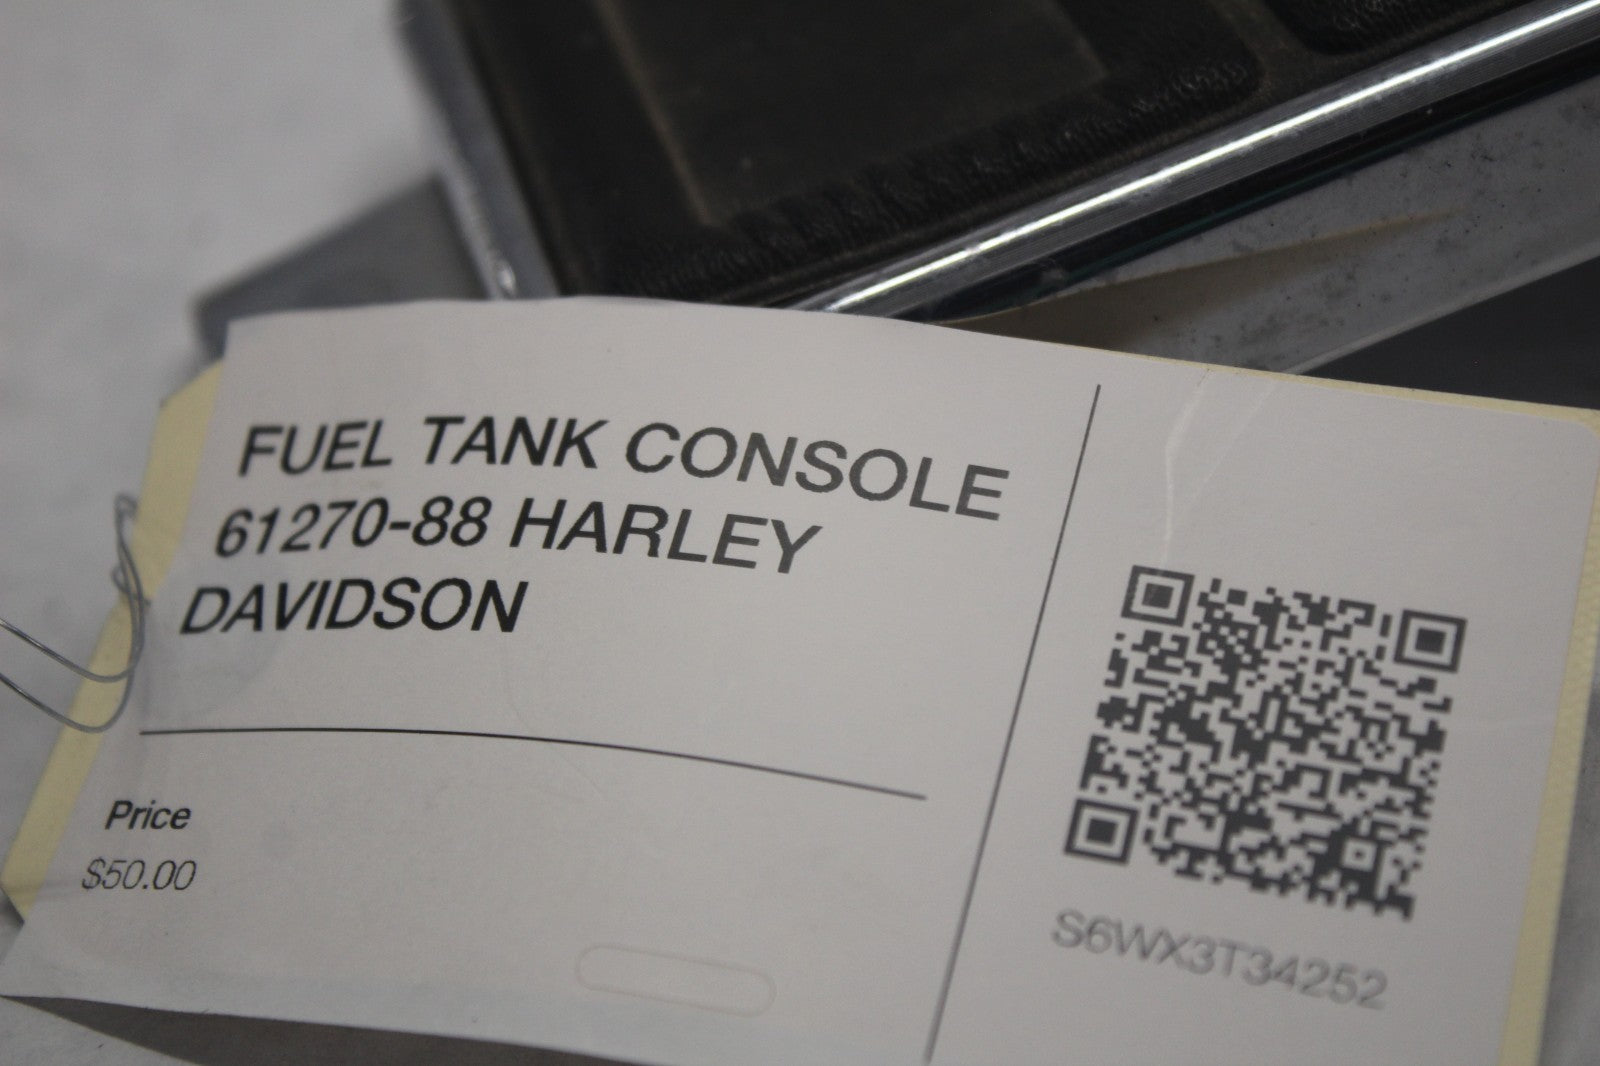 FUEL TANK CONSOLE
61270-88 HARLEY
DAVIDSON
Price
$50.00
S6WX3T34252